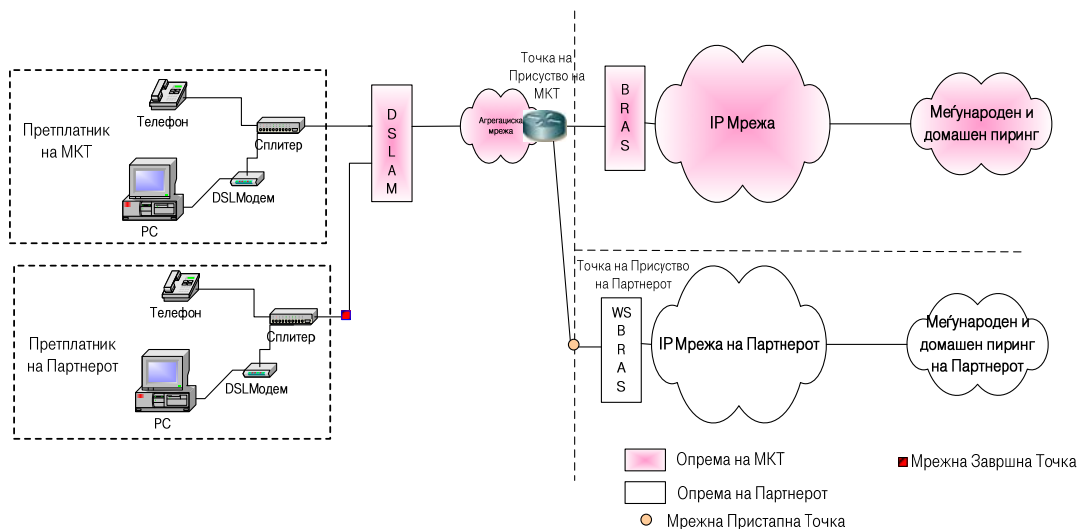 Претплатник
на МКТ
Телефон
Сплитер
DSLМодем
PC
D
S
L
A
M
Агрегациска
мрежа
Точка на
Присуство на
МКТ
B
R
A
S
IP Мрежа
Меѓународен и
домашен пиринг
Претплатник
на Партнерот
Телефон
Сплитер
DSLМодем
PC
Точка на Присуство
на Партнерот
WS
B
R
A
S
IP Мрежа на Партнерот
Меѓународен и
домашен пиринг
на Партнерот
Опрема на МКТ
Мрежна Завршна Точка
Опрема на Партнерот
Мрежна Пристапна Точка